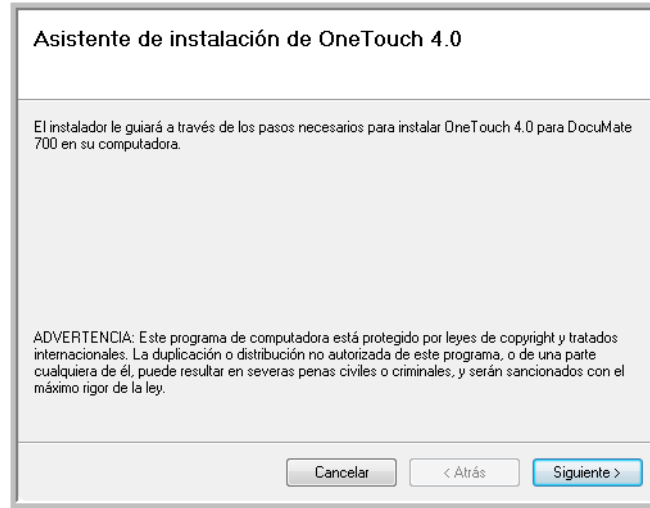 Asistente de instalación de OneTouch 4.0
El instalador le guiará a través de los pasos necesarios para instalar OneTouch 4.0 para DocuMate
700 en su computadora.
ADVERTENCIA: Este programa de computadora está protegido por leyes de copyright y tratados
internacionales. La duplicación o distribución no autorizada de este programa, o de una parte
cualquiera de él, puede resultar en severas penas civiles o criminales, y serán sancionados con el
máximo rigor de la ley.
Cancelar < Atrás Siguiente >